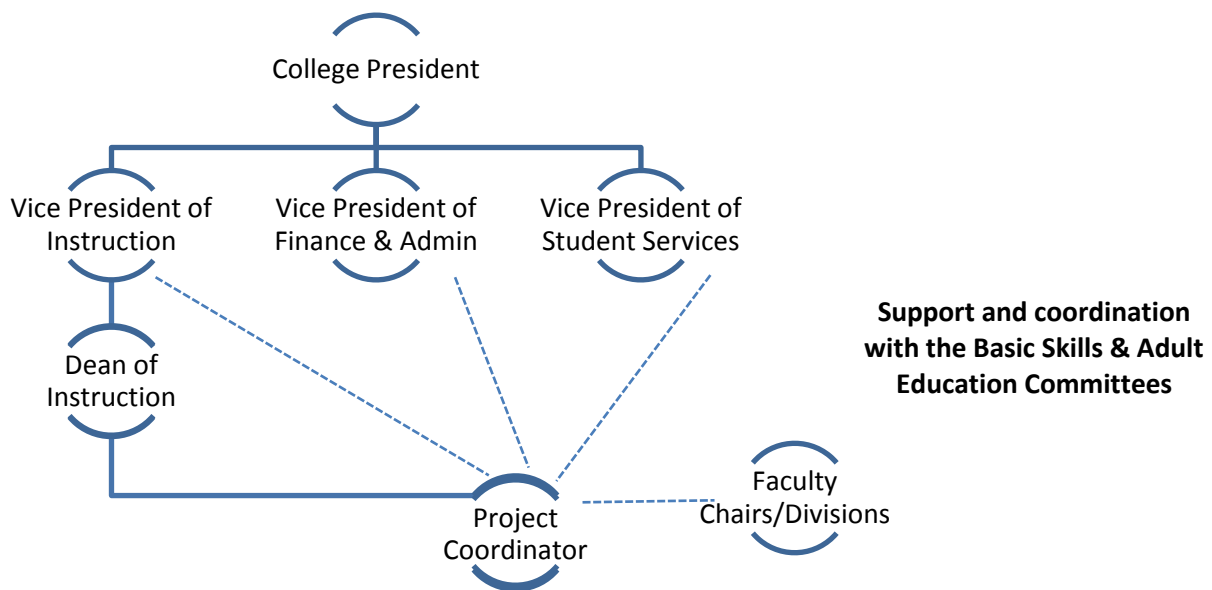 College President
Vice President of
Instruction
Vice President of
Finance & Admin
Vice President of
Student Services
Support and coordination
with the Basic Skills & Adult
Education Committees
Dean of
Instruction
Faculty
Chairs/Divisions
Project
Coordinator